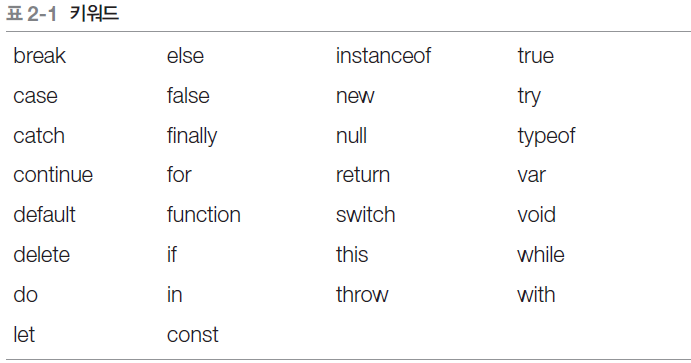 표 2-1 키워드
break else instanceof true
case false new try
catch finally null typeof
continue for return var
default function switch void
delete if this while
do in throw with
let const